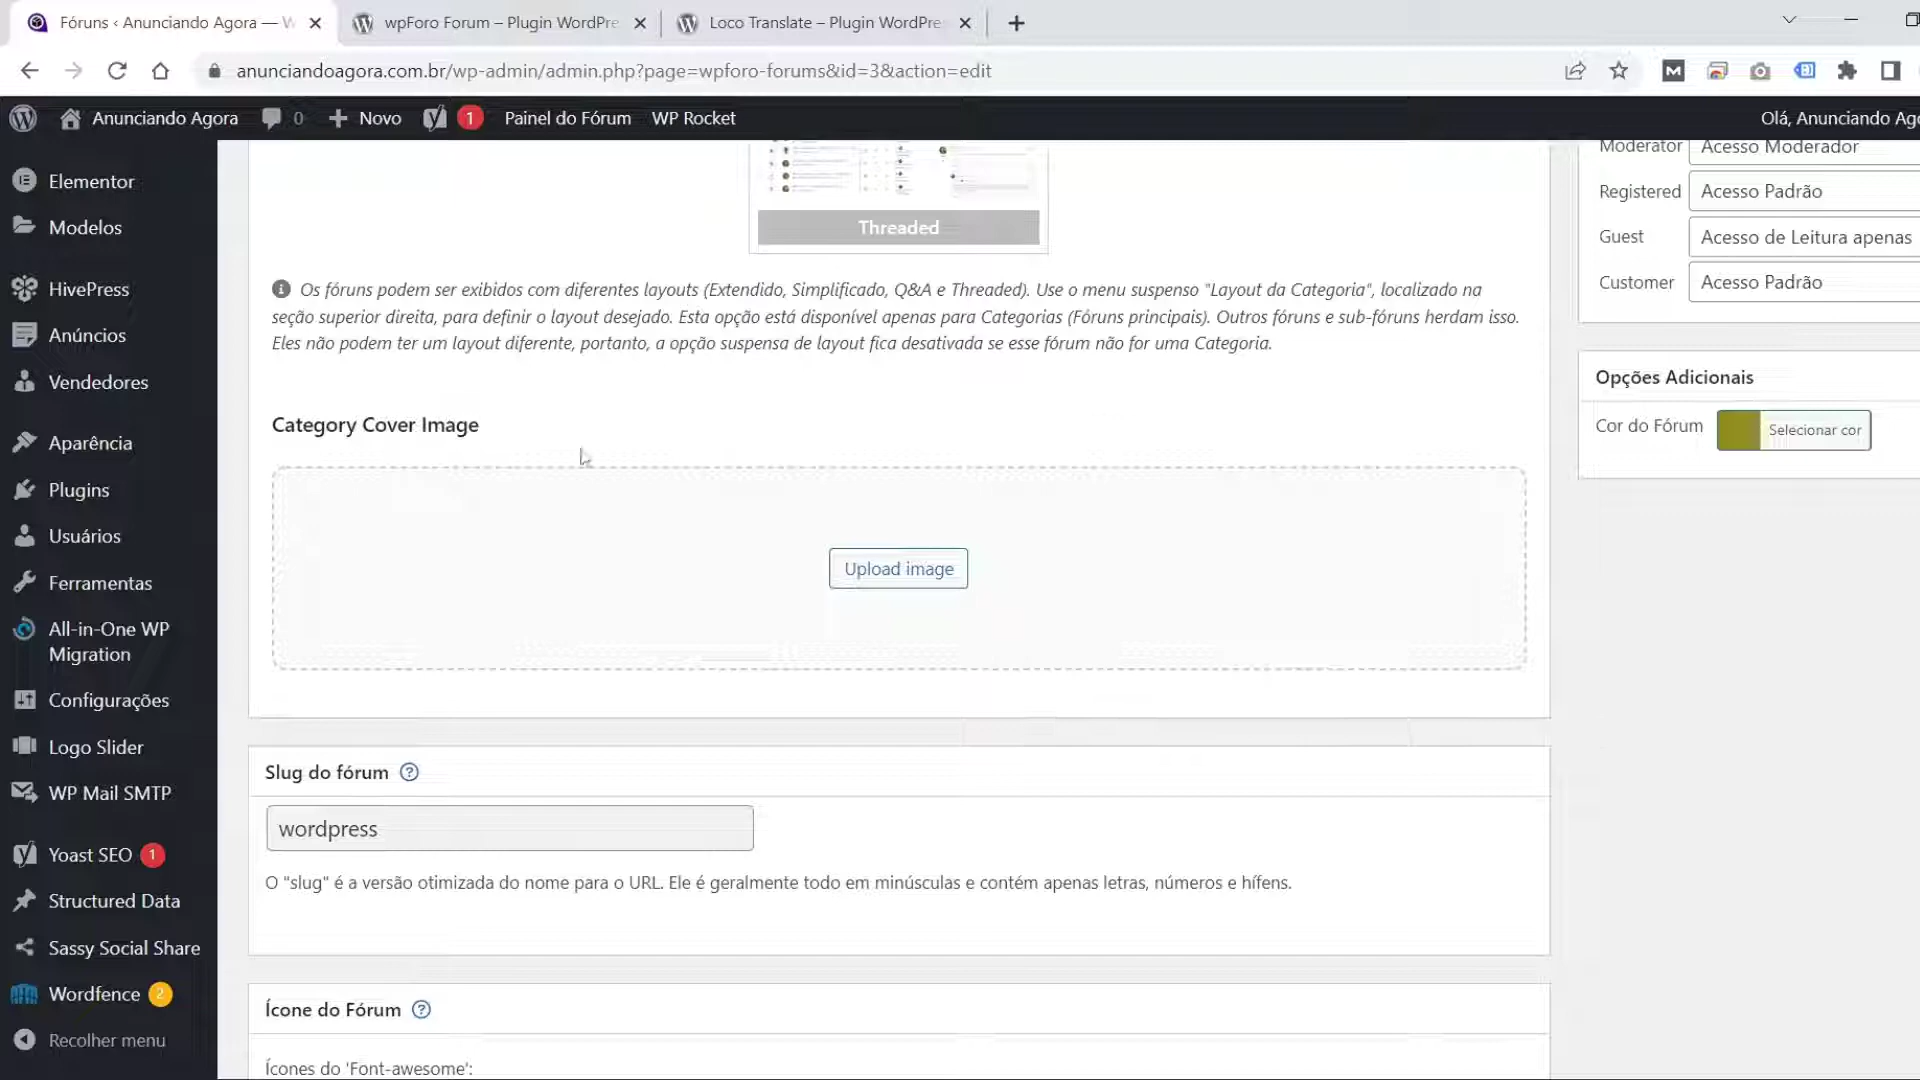 Fóruns ‹ Anunciando Agora — W
wpForo Forum – Plugin WordPre
Loco Translate – Plugin WordPre
anunciandoagora.com.br/wp-admin/admin.php?page=wpforo-forums&id=3&action=edit
Anunciando Agora
0
Novo
1
Painel do Fórum
WP Rocket
Olá, Anunciando Ago
Elementor
Modelos
HivePress
Anúncios
Vendedores
Aparência
Plugins
Usuários
Ferramentas
All-in-One WP
Migration
Configurações
Logo Slider
WP Mail SMTP
Yoast SEO 1
Structured Data
Sassy Social Share
Wordfence 2
Recolher menu
Threaded
Os fóruns podem ser exibidos com diferentes layouts (Extendido, Simplificado, Q&A e Threaded). Use o menu suspenso "Layout da Categoria", localizado na
seção superior direita, para definir o layout desejado. Esta opção está disponível apenas para Categorias (Fóruns principais). Outros fóruns e sub-fóruns herdam isso.
Eles não podem ter um layout diferente, portanto, a opção suspensa de layout fica desativada se esse fórum não for uma Categoria.
Category Cover Image
Upload image
Slug do fórum ?
wordpress
O "slug" é a versão otimizada do nome para o URL. Ele é geralmente todo em minúsculas e contém apenas letras, números e hífens.
Ícone do Fórum ?
Ícones do 'Font-awesome':
Moderator Acesso Moderador
Registered Acesso Padrão
Guest Acesso de Leitura apenas
Customer Acesso Padrão
Opções Adicionais
Cor do Fórum Selecionar cor